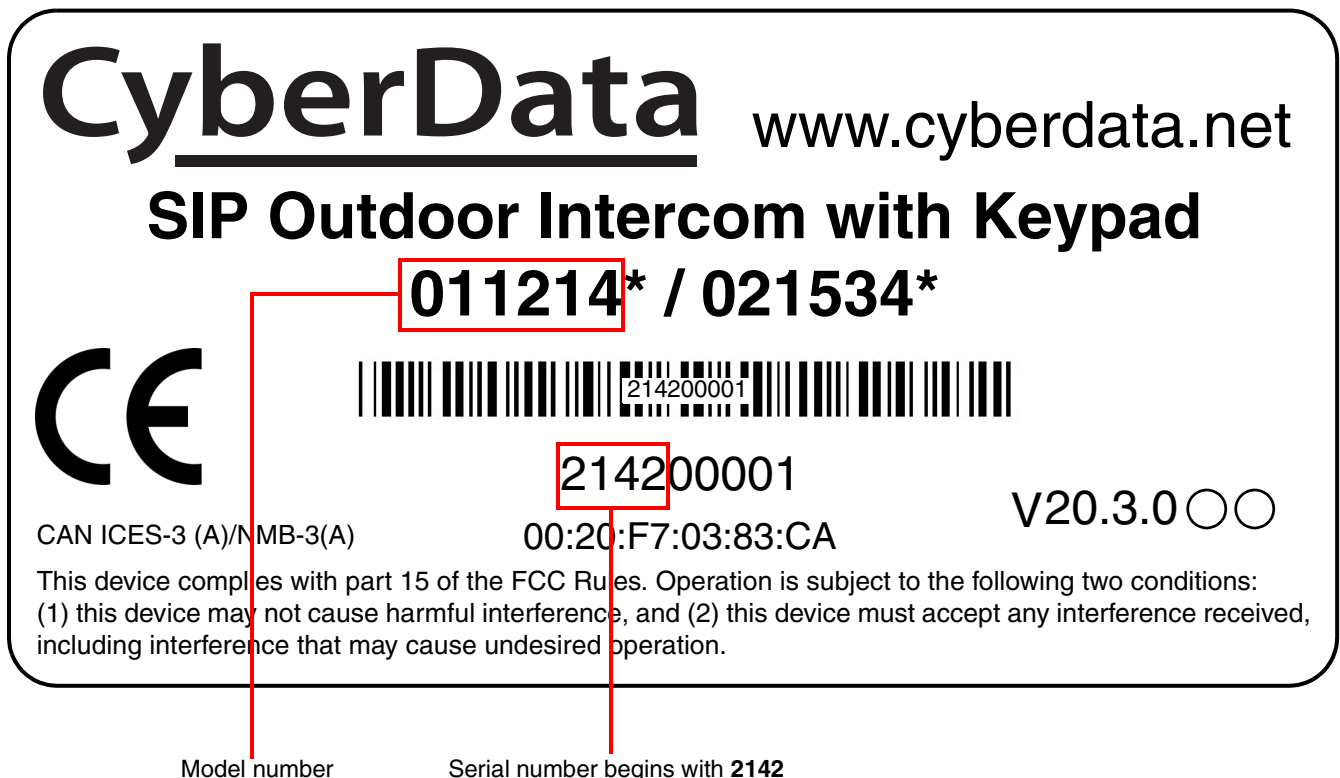 CyberData www.cyberdata.net
SIP Outdoor Intercom with Keypad
011214* / 021534*
CE
214200001
214200001
V20.3.0
CAN ICES-3 (A)/NMB-3(A) 00:20:F7:03:83:CA
This device complies with part 15 of the FCC Rules. Operation is subject to the following two conditions:
(1) this device may not cause harmful interference, and (2) this device must accept any interference received,
including interference that may cause undesired operation.
Model number Serial number begins with 2142